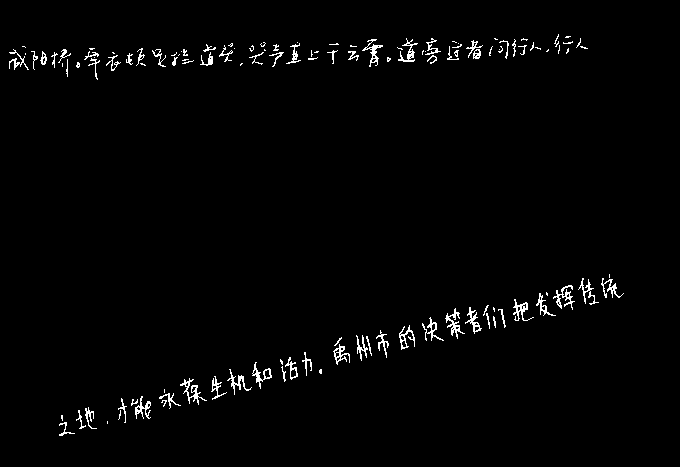 咸阳桥。牵衣顿足拦道哭，哭声直上干云霄。道旁过者问行人，行人
之地，才能永葆生机和活力。禹州市的决策者们把发挥传统